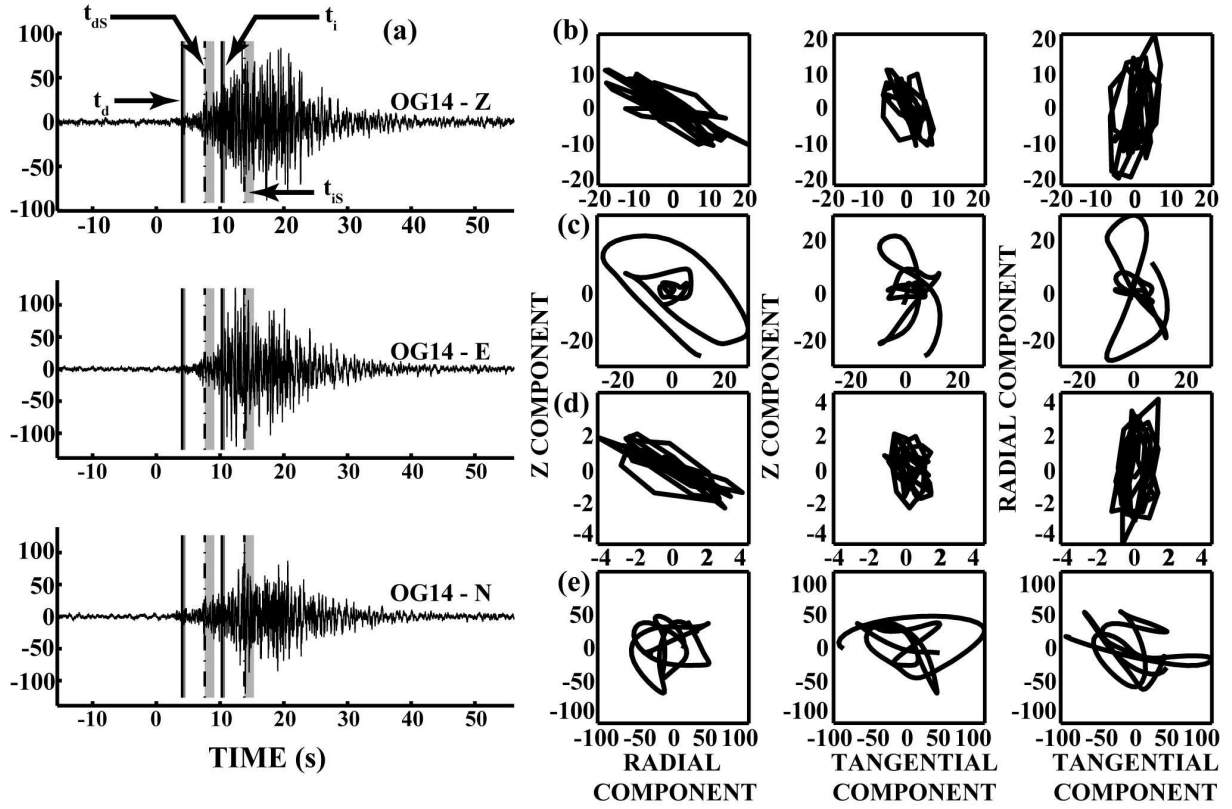 t_dS
t_i
(a)
100
50
0
-50
-100
t_d
OG14 - Z
t_iS
-10 0 10 20 30 40 50
100
50
0
-50
-100
OG14 - E
-10 0 10 20 30 40 50
100
50
0
-50
-100
OG14 - N
-10 0 10 20 30 40 50
TIME (s)
(b)
20
10
0
-10
-20
-20 -10 0 10 20
20
10
0
-10
-20
-20 -10 0 10 20
20
10
0
-10
-20
-20 -10 0 10 20
(c)
20
0
-20
-20 0 20
20
0
-20
-20 0 20
20
0
-20
-20 0 20
Z COMPONENT
Z COMPONENT
RADIAL COMPONENT
(d)
4
2
0
-2
-4
-4 -2 0 2 4
4
2
0
-2
-4
-4 -2 0 2 4
4
2
0
-2
-4
-4 -2 0 2 4
(e)
100
50
0
-50
-100
-100 -50 0 50 100
100
50
0
-50
-100
-100 -50 0 50 100
100
50
0
-50
-100
-100 -50 0 50 100
RADIAL
COMPONENT
TANGENTIAL
COMPONENT
TANGENTIAL
COMPONENT